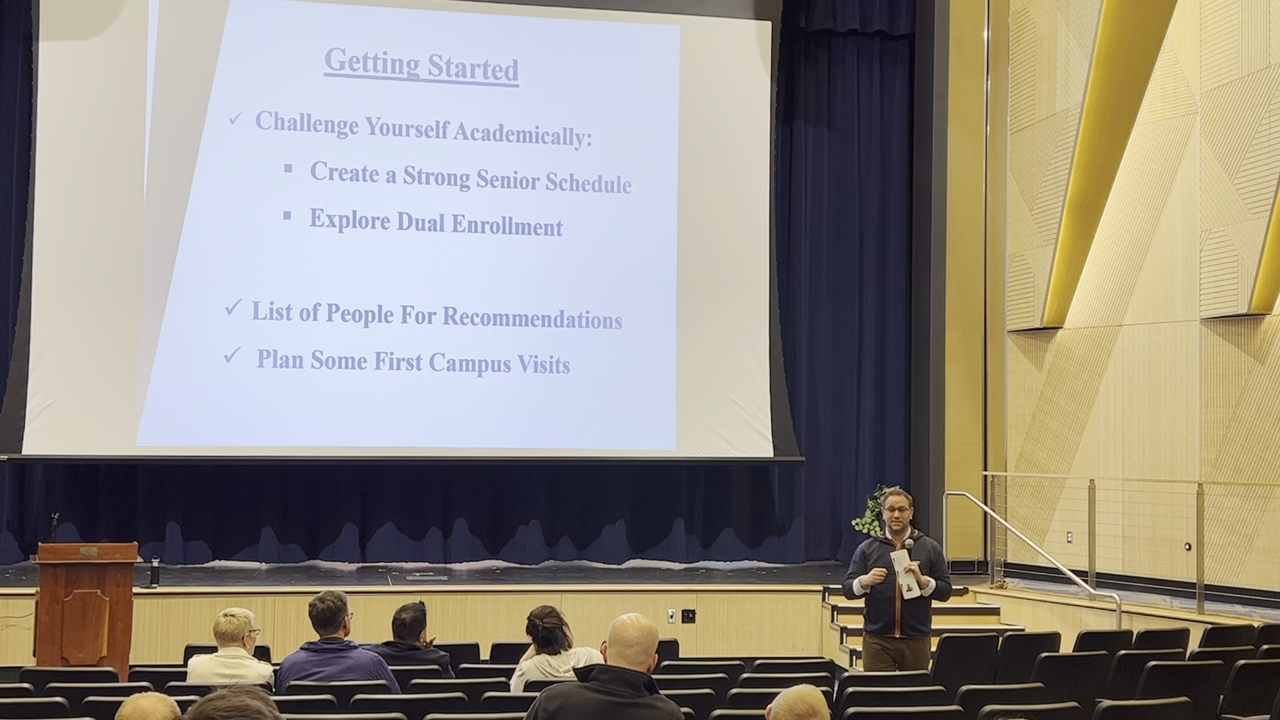 Getting Started
✓ Challenge Yourself Academically:
▪ Create a Strong Senior Schedule
▪ Explore Dual Enrollment
✓ List of People For Recommendations
✓ Plan Some First Campus Visits